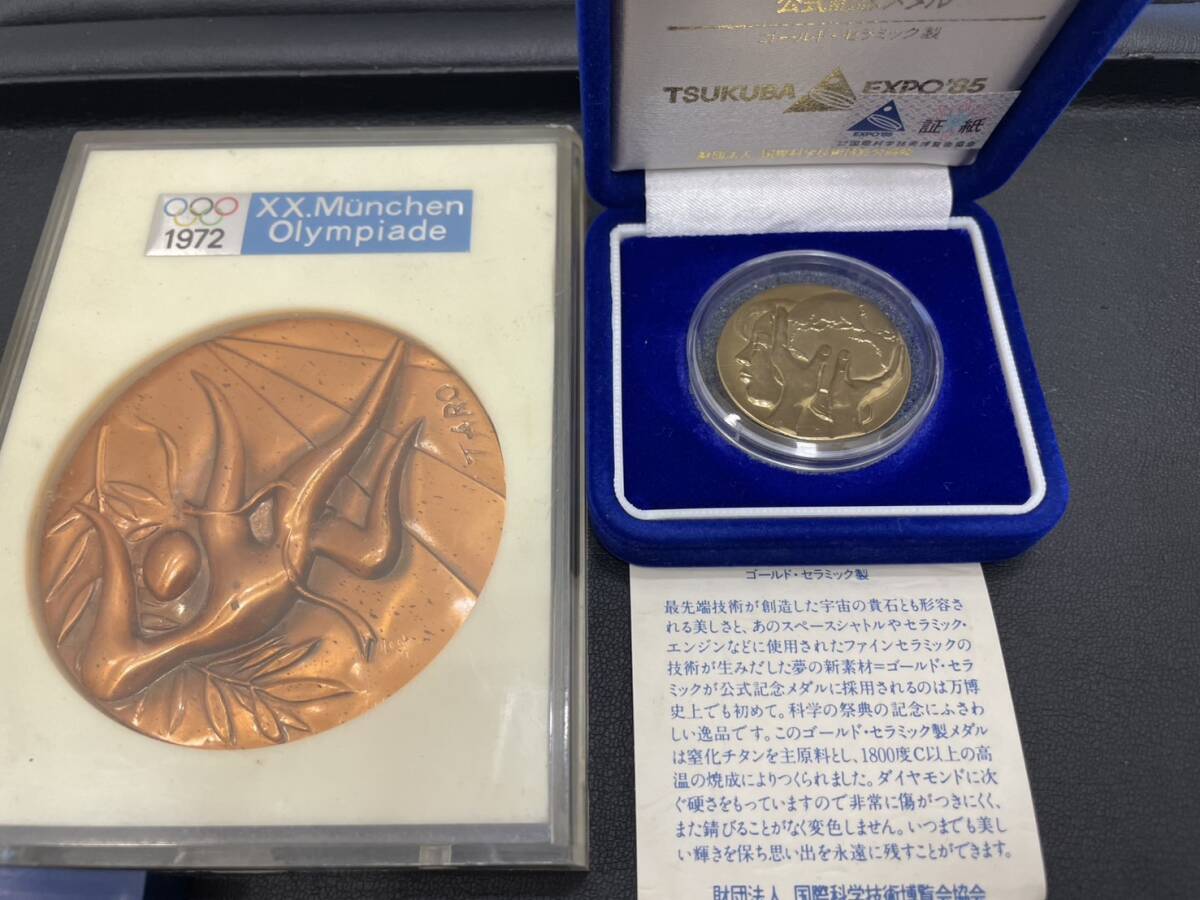 XX.München
Olympiade
1972
TARO
公式記念メダル
ゴールド・セラミック製
TSUKUBA EXPO'85
EXPO'85
証紙
財団法人 国際科学技術博覧会協会
ゴールド・セラミック製
最先端技術が創造した宇宙の貴石とも形容さ
れる美しさと、あのスペースシャトルやセラミック・
エンジンなどに使用されたファインセラミックの
技術が生みだした夢の新素材=ゴールド・セラ
ミックが公式記念メダルに採用されるのは万博
史上でも初めて。科学の祭典の記念にふさわ
しい逸品です。このゴールド・セラミック製メダル
は窒化チタンを主原料とし、1800度C以上の高
温の焼成によりつくられました。ダイヤモンドに次
ぐ硬さをもっていますので非常に傷がつきにくく、
また錆びることがなく変色しません。いつまでも美し
い輝きを保ち思い出を永遠に残すことができます。
財団法人 国際科学技術博覧会協会